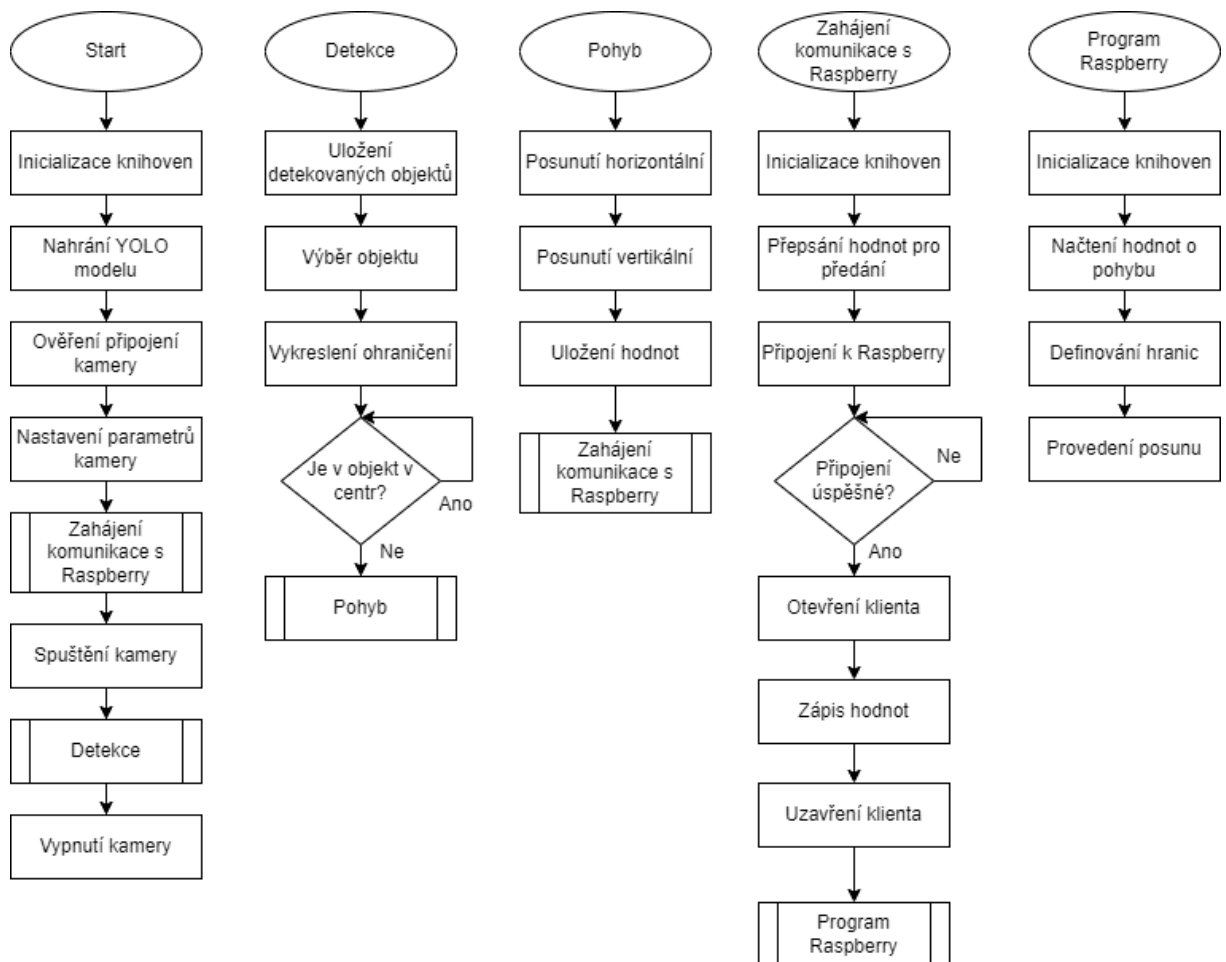 Start
Inicializace knihoven
Nahrání YOLO
modelu
Ověření připojení
kamery
Nastavení parametrů
kamery
Zahájení
komunikace s
Raspberry
Spuštění kamery
Detekce
Vypnutí kamery
Detekce
Uložení
detekovaných objektů
Výběr objektu
Vykreslení ohraničení
Je v objekt v
centr?
Ano
Ne
Pohyb
Pohyb
Posunutí horizontální
Posunutí vertikální
Uložení hodnot
Zahájení
komunikace s
Raspberry
Zahájení
komunikace s
Raspberry
Inicializace knihoven
Přepsání hodnot pro
předání
Připojení k Raspberry
Připojení
úspěšné?
Ne
Ano
Otevření klienta
Zápis hodnot
Uzavření klienta
Program
Raspberry
Program
Raspberry
Inicializace knihoven
Načtení hodnot o
pohybu
Definování hranic
Provedení posunu